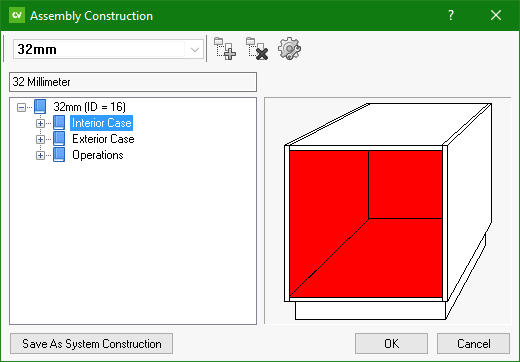 CV Assembly Construction ?
32mm
32 Millimeter
32mm (ID = 16)
Interior Case
Exterior Case
Operations
Save As System Construction OK Cancel